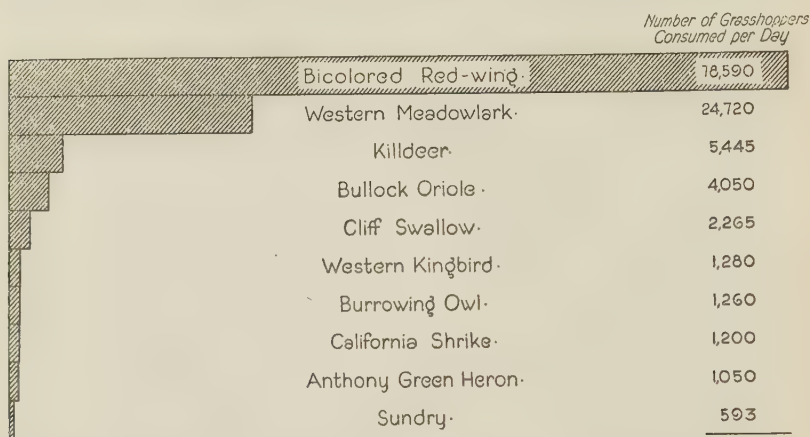 Number of Grasshoppers
Consumed per Day
Bicolored Red-wing· 78,590
Western Meadowlark· 24,720
Killdeer· 5,445
Bullock Oriole· 4,050
Cliff Swallow· 2,265
Western Kingbird· 1,280
Burrowing Owl· 1,260
California Shrike· 1,200
Anthony Green Heron· 1,050
Sundry· 593